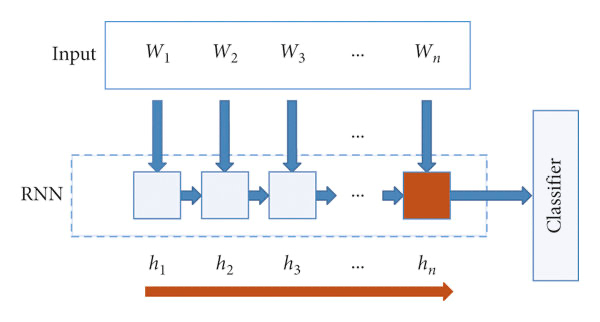 Input W1 W2 W3 ... Wn
...
RNN ...
Classifier
h1 h2 h3 ... hn